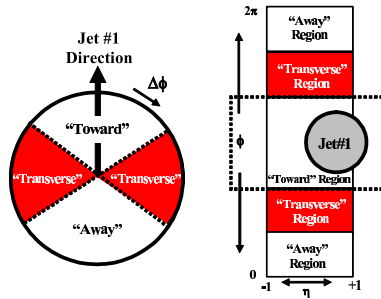 Jet #1
Direction
Δϕ
“Toward”
“Transverse”
“Transverse”
“Away”
2π
“Away”
Region
“Transverse”
Region
ϕ
Jet#1
“Toward” Region
“Transverse”
Region
“Away”
Region
0
-1
η
+1